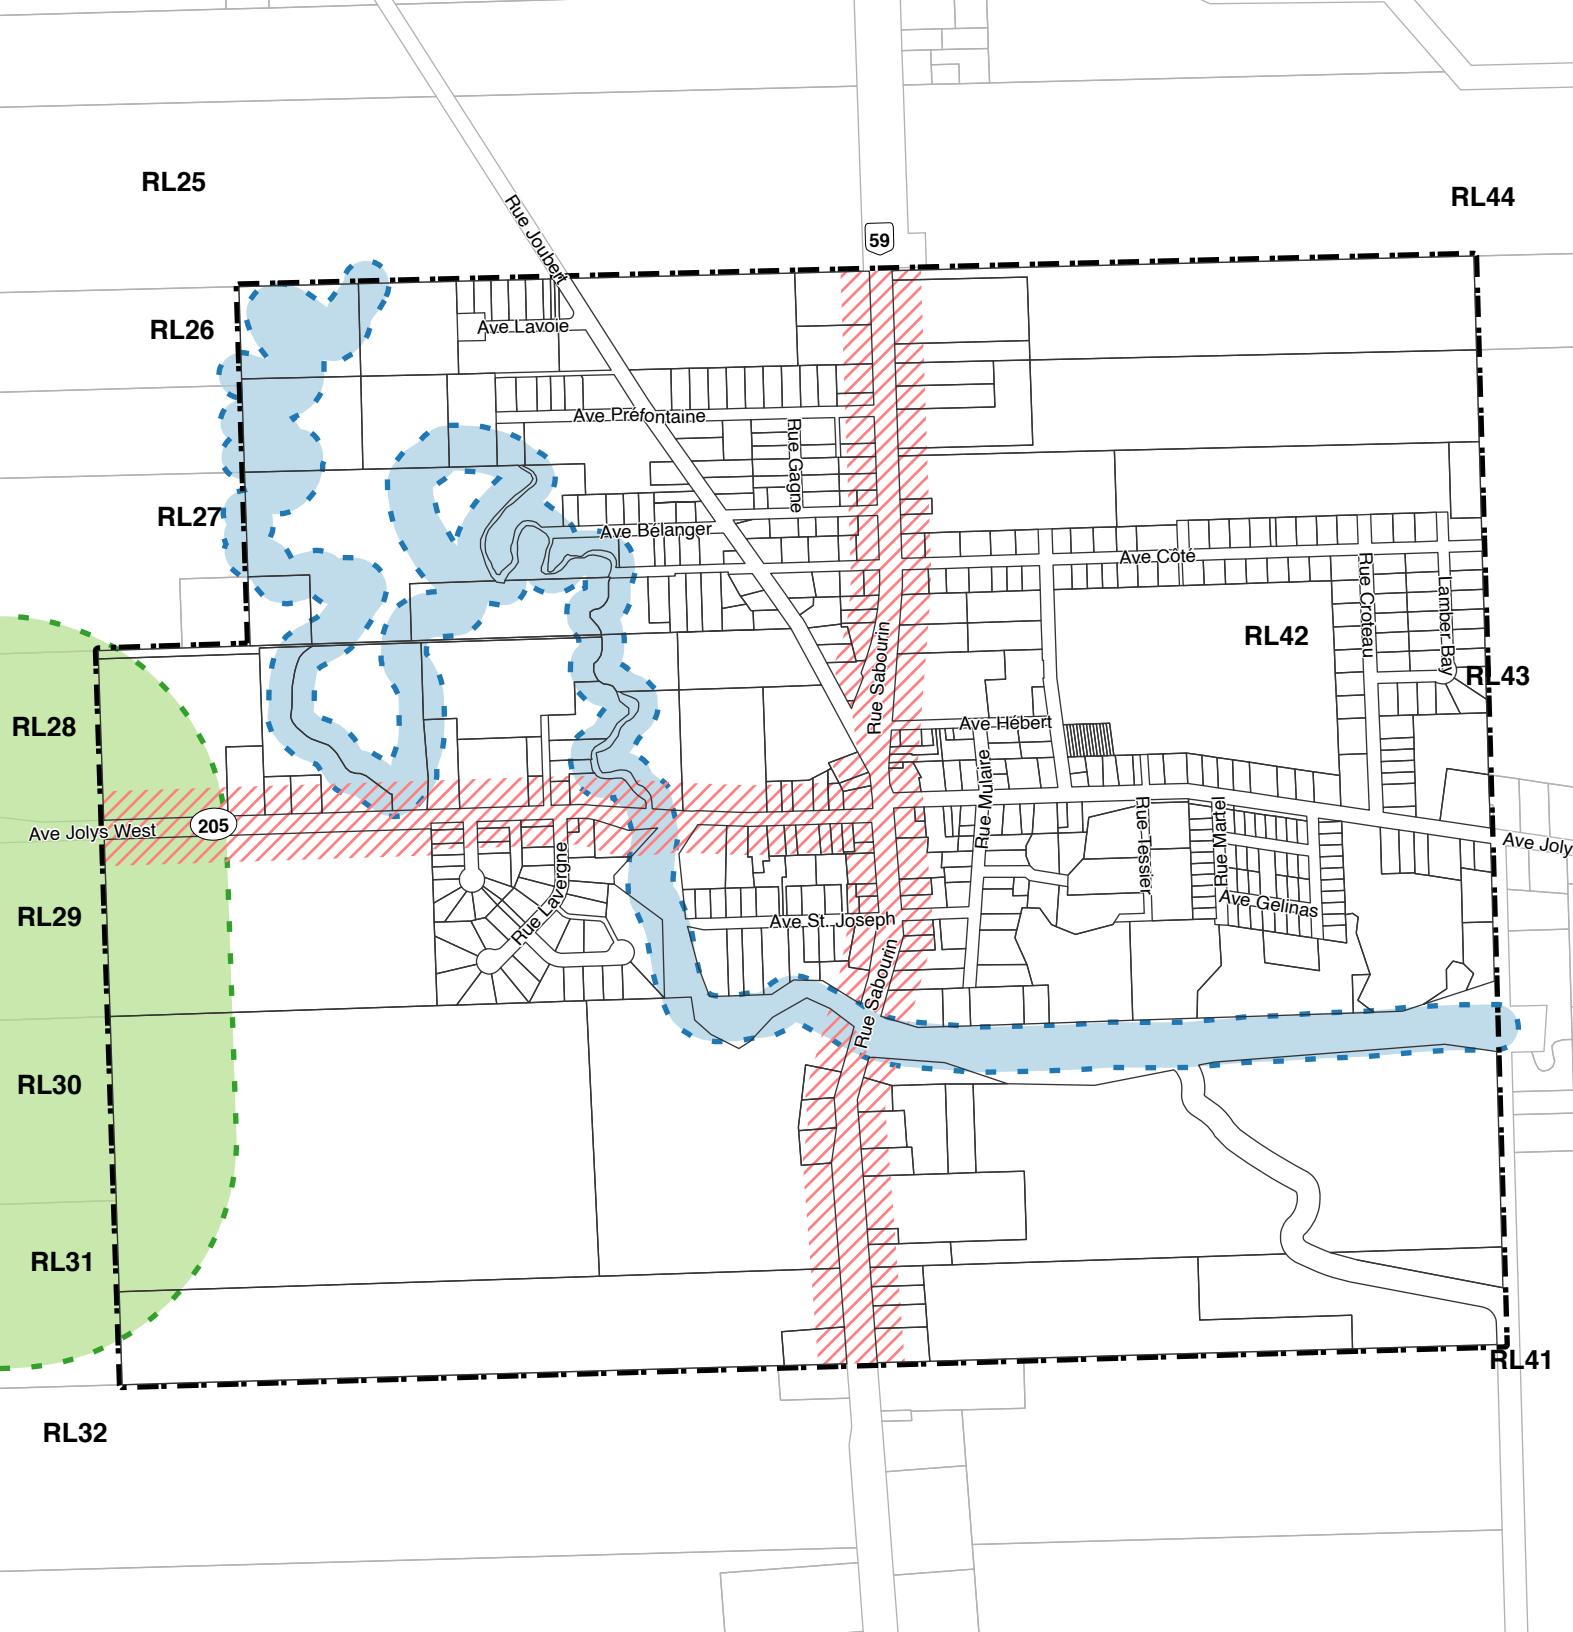 RL25
RL44
Rue Joubert
59
RL26
Ave Lavoie
Ave Préfontaine
Rue Gagne
RL27
Ave Bélanger
Ave Côté
Rue Croteau
Lamber Bay
RL42
RL43
Rue Sabourin
RL28
Ave Hébert
Rue Mulaire
Rue Tessier
Rue Martel
Ave Jolys West
205
Ave Joly
Rue Lavergne
RL29
Ave St. Joseph
Ave Gelinas
Rue Sabourin
RL30
RL31
RL41
RL32